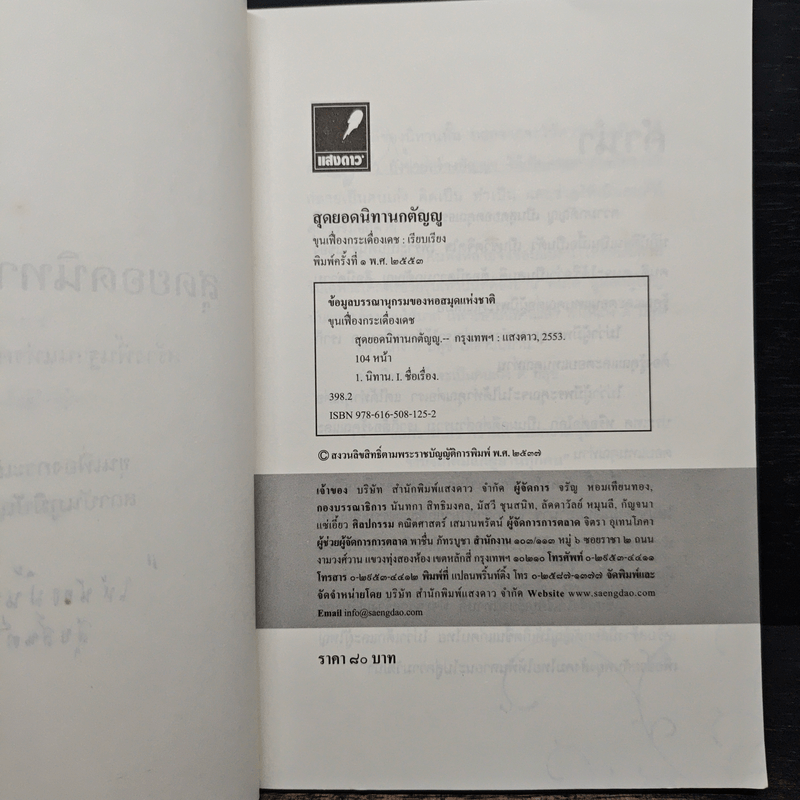 แสงดาว
สุดยอดนิทานกตัญญู
ขุนเฟื่องกระเดื่องเดช : เรียบเรียง
พิมพ์ครั้งที่ ๑ พ.ศ. ๒๕๕๓
ข้อมูลบรรณานุกรมของหอสมุดแห่งชาติ
ขุนเฟื่องกระเดื่องเดช
สุดยอดนิทานกตัญญู.-- กรุงเทพฯ : แสงดาว, 2553.
104 หน้า
1. นิทาน. I. ชื่อเรื่อง.
398.2
ISBN 978-616-508-125-2
© สงวนลิขสิทธิ์ตามพระราชบัญญัติการพิมพ์ พ.ศ. ๒๕๓๗
เจ้าของ บริษัท สำนักพิมพ์แสงดาว จำกัด ผู้จัดการ จรัญ หอมเทียนทอง,
กองบรรณาธิการ นันทกา สิทธิมงคล, นัสวี ชุนสนิท, ลัดดาวัลย์ หมุนลี, กัญจนา
แซ่เอี้ยว ศิลปกรรม คณิตศาสตร์ เสมานพรัตน์ ผู้จัดการการตลาด จิตรา อุเทนโภคา
ผู้ช่วยผู้จัดการการตลาด พาชื่น ภัทรบูชา สำนักงาน ๑๐๓/๑๑๓ หมู่ ๖ ซอยราชา ๒ ถนน
งามวงศ์วาน แขวงทุ่งสองห้อง เขตหลักสี่ กรุงเทพฯ ๑๐๒๑๐ โทรศัพท์ ๐-๒๙๕๓-๔๔๑๑
โทรสาร ๐-๒๙๕๓-๔๔๑๒ พิมพ์ที่ แปลนพริ้นท์ติ้ง โทร ๐-๒๕๘๗-๑๓๗๗ จัดพิมพ์และ
จัดจำหน่ายโดย บริษัท สำนักพิมพ์แสงดาว จำกัด Website www.saengdao.com
Email info@saengdao.com
ราคา ๘๐ บาท